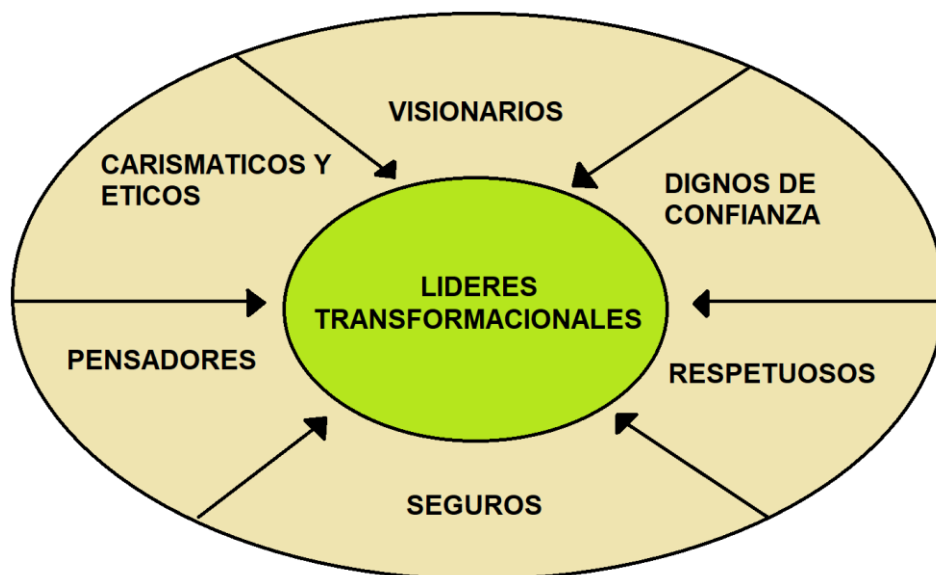 VISIONARIOS
CARISMATICOS Y
ETICOS
DIGNOS DE
CONFIANZA
LIDERES
TRANSFORMACIONALES
PENSADORES
RESPETUOSOS
SEGUROS